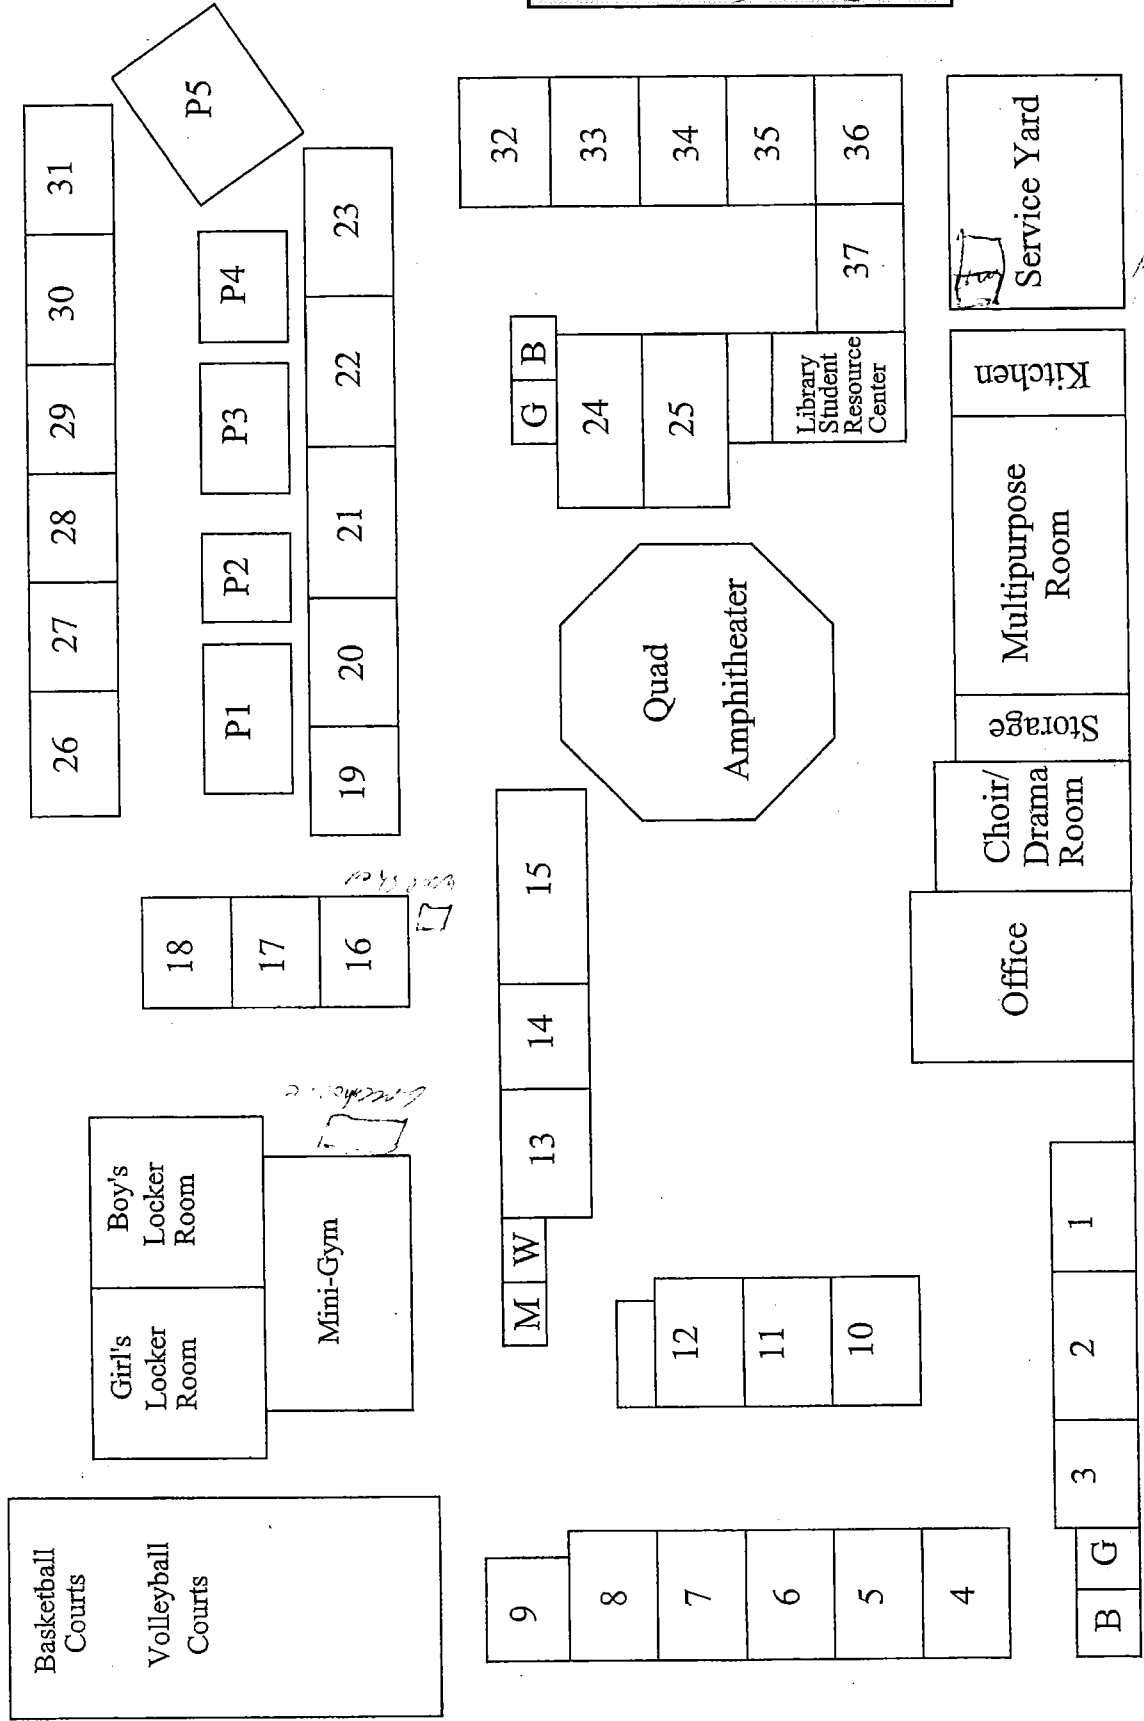 Basketball
Courts
Volleyball
Courts
Girl's
Locker
Room
Boy's
Locker
Room
Mini-Gym
18
17
16
26
27
28
29
30
31
P1
P2
P3
P4
P5
19
20
21
22
23
9
8
7
6
5
4
M
W
13
14
15
12
11
10
Quad
Amphitheater
G
B
24
25
32
33
34
35
36
37
Library
Student
Resource
Center
B
G
3
2
1
Office
Choir/
Drama
Room
Storage
Multipurpose
Room
Kitchen
Service Yard
Greenhouse